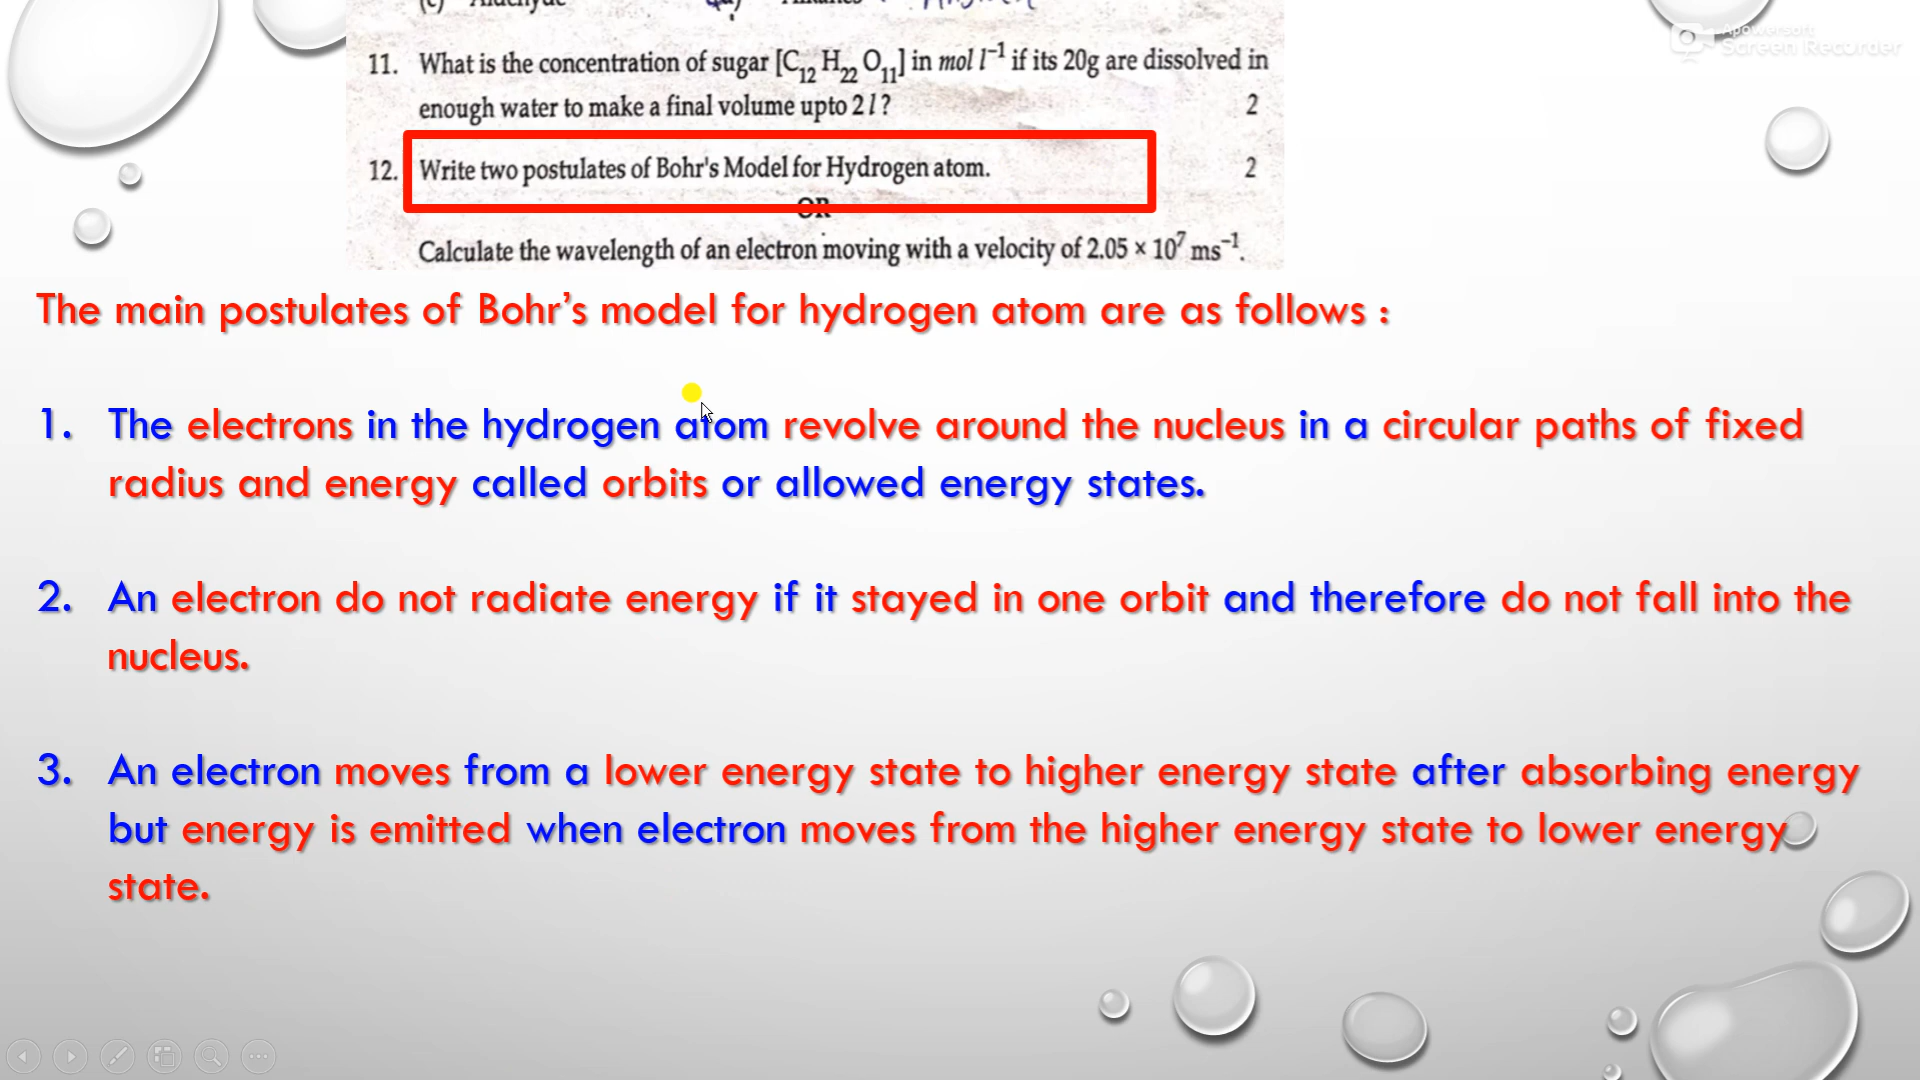 Apowersoft
Screen Recorder
11. What is the concentration of sugar [C12 H22 O11] in mol l⁻¹ if its 20g are dissolved in
enough water to make a final volume upto 2 l ? 2
12. Write two postulates of Bohr's Model for Hydrogen atom. 2
OR
Calculate the wavelength of an electron moving with a velocity of 2.05 × 10⁷ ms⁻¹.
The main postulates of Bohr’s model for hydrogen atom are as follows :
1. The electrons in the hydrogen atom revolve around the nucleus in a circular paths of fixed
radius and energy called orbits or allowed energy states.
2. An electron do not radiate energy if it stayed in one orbit and therefore do not fall into the
nucleus.
3. An electron moves from a lower energy state to higher energy state after absorbing energy
but energy is emitted when electron moves from the higher energy state to lower energy
state.